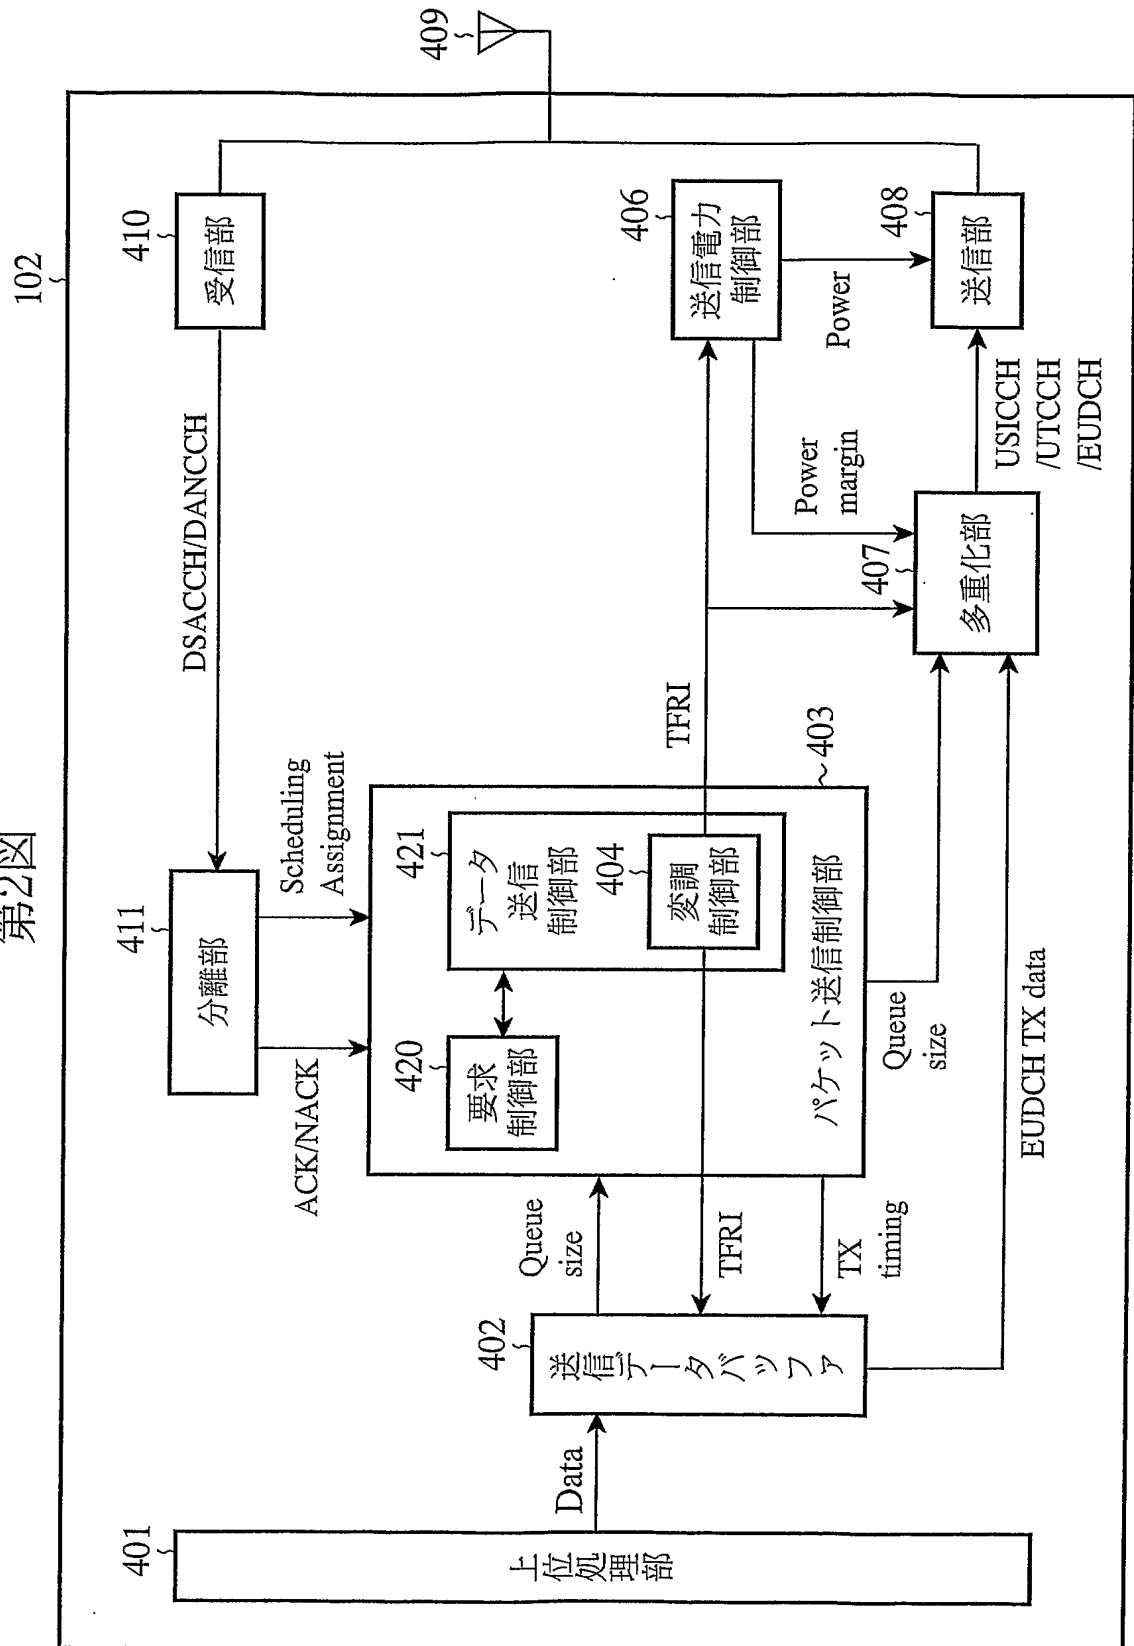 第2図
102
401
上位処理部
Data
402
送信データバッファ
Queue
size
TFRI
TX
timing
EUDCH TX data
411
分離部
ACK/NACK
Scheduling
Assignment
DSACCH/DANCCH
410
受信部
409
420
要求
制御部
421
データ
送信
制御部
404
変調
制御部
パケット送信制御部
403
TFRI
Queue
size
406
送信電力
制御部
Power
margin
Power
407
多重化部
USICCH
/UTCCH
/EUDCH
408
送信部